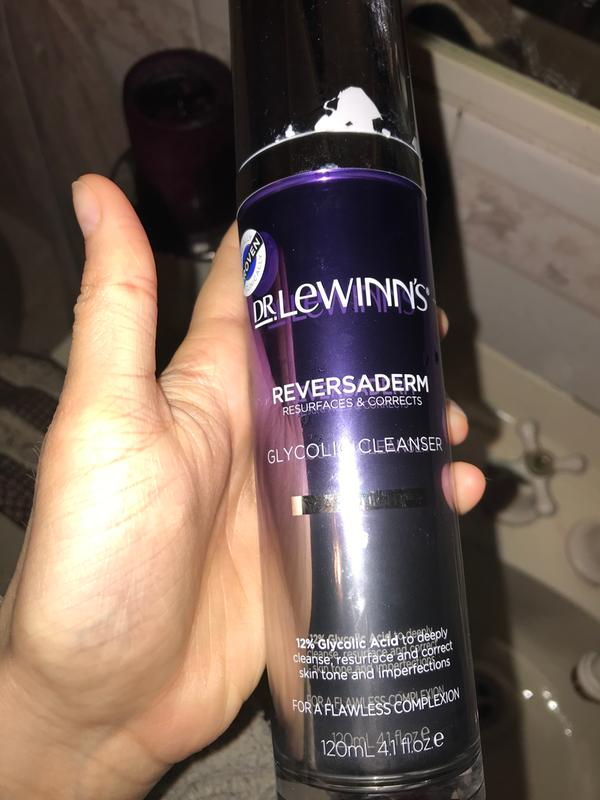 DR. LEWINN'S®
REVERSADERM
RESURFACES & CORRECTS
GLYCOLIC CLEANSER
12% Glycolic Acid to deeply
cleanse, resurface and correct
skin tone and imperfections
FOR A FLAWLESS COMPLEXION
120mL 4.1 fl.oz e